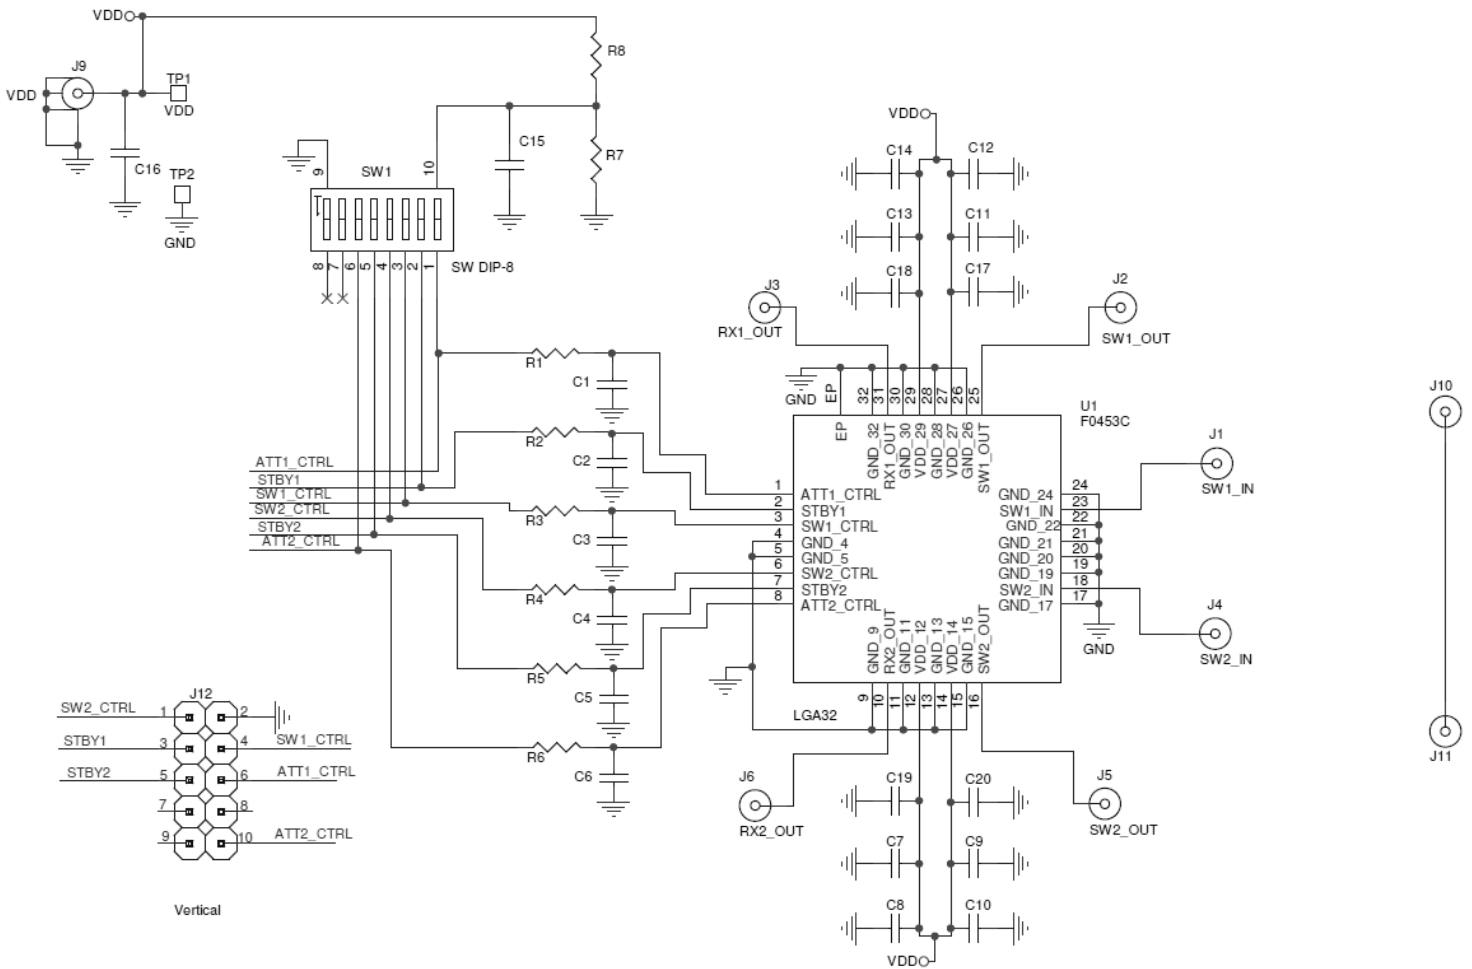 VDD
R8
J9
TP1
VDD
VDD
C15
R7
C16
TP2
GND
SW1
9
10
8
7
6
5
4
3
2
1
SW DIP-8
VDD
C14
C12
C13
C11
C18
C17
J3
RX1_OUT
J2
SW1_OUT
GND
EP
32
31
30
29
28
27
26
25
U1
F0453C
EP
GND_32
RX1_OUT
GND_30
VDD_29
GND_28
VDD_27
GND_26
SW1_OUT
R1
C1
R2
C2
R3
C3
R4
C4
R5
C5
R6
C6
ATT1_CTRL
STBY1
SW1_CTRL
SW2_CTRL
STBY2
ATT2_CTRL
1
2
3
4
5
6
7
8
ATT1_CTRL
STBY1
SW1_CTRL
GND_4
GND_5
SW2_CTRL
STBY2
ATT2_CTRL
GND_24
SW1_IN
GND_22
GND_21
GND_20
GND_19
SW2_IN
GND_17
24
23
22
21
20
19
18
17
GND
J1
SW1_IN
J4
SW2_IN
J10
J11
GND_9
RX2_OUT
GND_11
VDD_12
GND_13
VDD_14
GND_15
SW2_OUT
9
10
11
12
13
14
15
16
LGA32
J6
RX2_OUT
J5
SW2_OUT
C19
C20
C7
C9
C8
C10
VDD
J12
SW2_CTRL
1
2
STBY1
3
4
SW1_CTRL
STBY2
5
6
ATT1_CTRL
7
8
9
10
ATT2_CTRL
Vertical